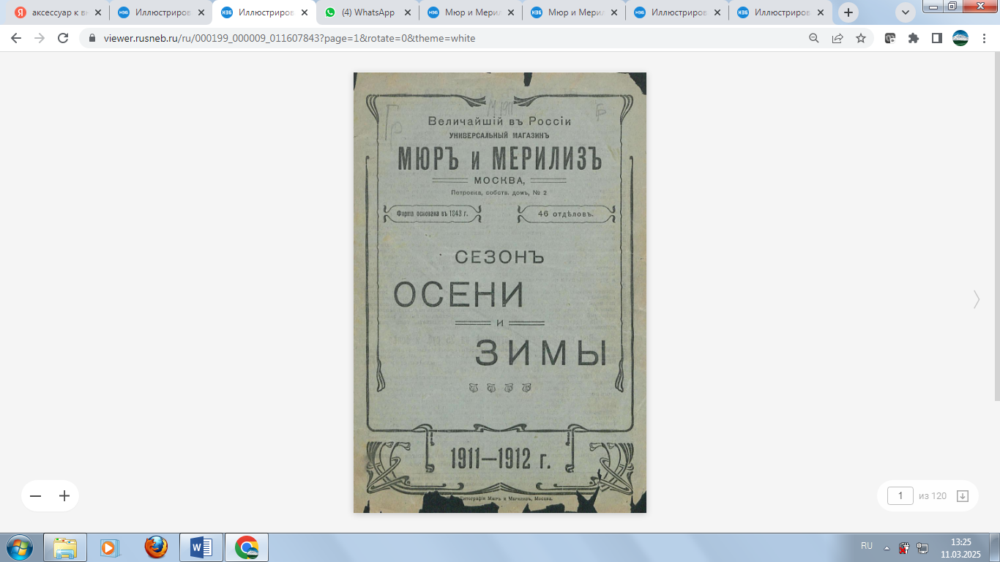 аксессуар к вн
Иллюстриров
Иллюстриров
(4) WhatsApp
Мюр и Мерил
Мюр и Мерил
Иллюстриров
Иллюстриров
viewer.rusneb.ru/ru/000199_000009_011607843?page=1&rotate=0&theme=white
М 1911
Гр
Величайшій въ Россіи
УНИВЕРСАЛЬНЫЙ МАГАЗИНЪ
МЮРЪ и МЕРИЛИЗЪ
МОСКВА,
Петровка, собств. домъ, № 2
Фирма основана въ 1843 г.
46 отдѣловъ.
СЕЗОНЪ
ОСЕНИ
И
ЗИМЫ
1911—1912 г.
Мюръ и Мерилизъ, Москва.
1 из 120
RU
13:25
11.03.2025